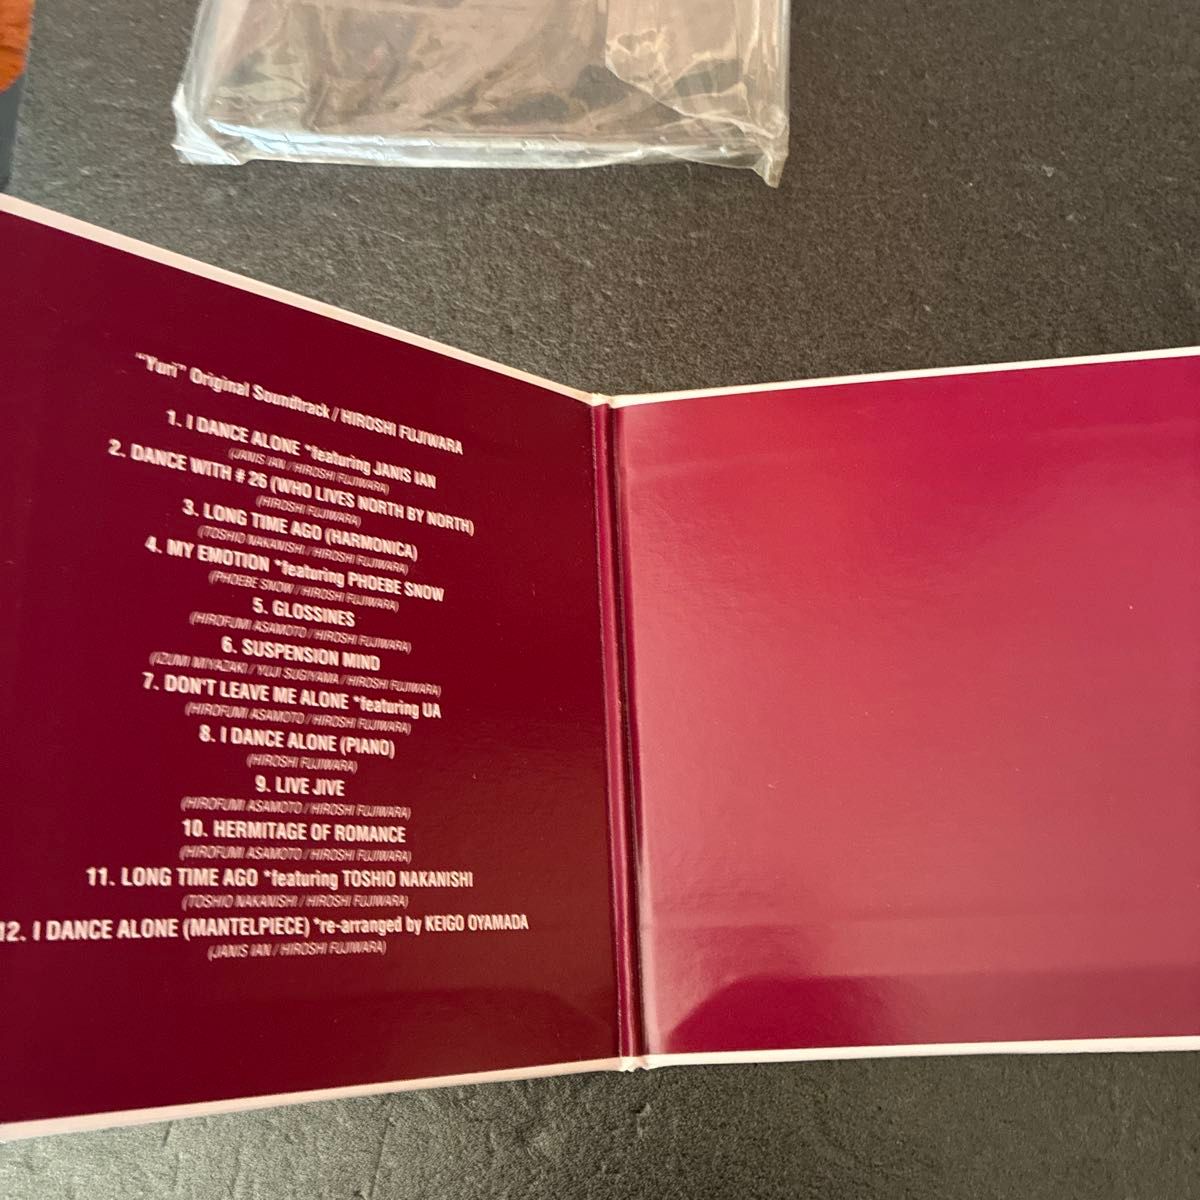 "Yuri" Original Soundtrack / HIROSHI FUJIWARA
1. I DANCE ALONE *featuring JANIS IAN
(JANIS IAN / HIROSHI FUJIWARA)
2. DANCE WITH # 26 (WHO LIVES NORTH BY NORTH)
(HIROSHI FUJIWARA)
3. LONG TIME AGO (HARMONICA)
(TOSHIO NAKANISHI / HIROSHI FUJIWARA)
4. MY EMOTION *featuring PHOEBE SNOW
(PHOEBE SNOW / HIROSHI FUJIWARA)
5. GLOSSINES
(HIROFUMI ASAMOTO / HIROSHI FUJIWARA)
6. SUSPENSION MIND
(IZUMI MIYAZAKI / YUJI SUGIYAMA / HIROSHI FUJIWARA)
7. DON'T LEAVE ME ALONE *featuring UA
(HIROFUMI ASAMOTO / HIROSHI FUJIWARA)
8. I DANCE ALONE (PIANO)
(HIROSHI FUJIWARA)
9. LIVE JIVE
(HIROFUMI ASAMOTO / HIROSHI FUJIWARA)
10. HERMITAGE OF ROMANCE
(HIROFUMI ASAMOTO / HIROSHI FUJIWARA)
11. LONG TIME AGO *featuring TOSHIO NAKANISHI
(TOSHIO NAKANISHI / HIROSHI FUJIWARA)
12. I DANCE ALONE (MANTELPIECE) *re-arranged by KEIGO OYAMADA
(JANIS IAN / HIROSHI FUJIWARA)